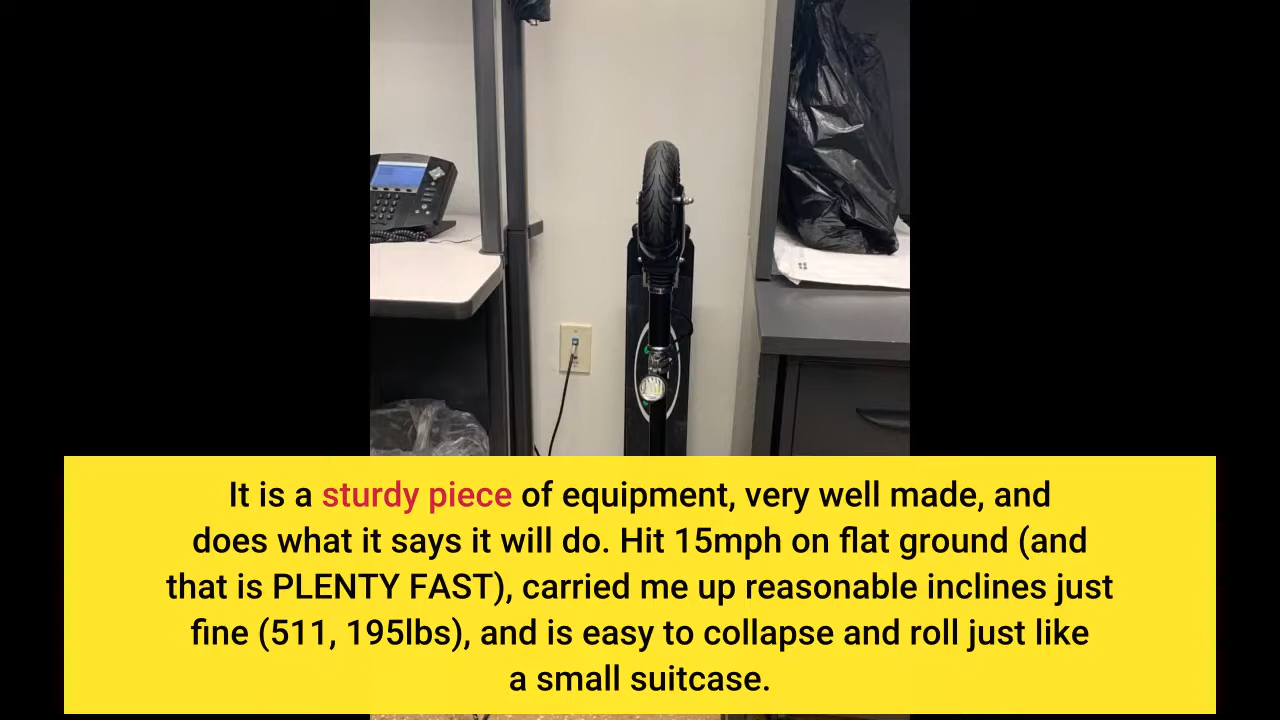 It is a sturdy piece of equipment, very well made, and
does what it says it will do. Hit 15mph on flat ground (and
that is PLENTY FAST), carried me up reasonable inclines just
fine (511, 195lbs), and is easy to collapse and roll just like
a small suitcase.